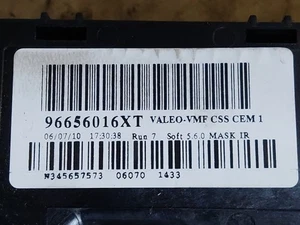 96656016XT VALEO-VMF CSS CEM 1
06/07/10 17:30:38 Run 7 Soft 5.6.0 MASK IR
N345657573 06070 1433